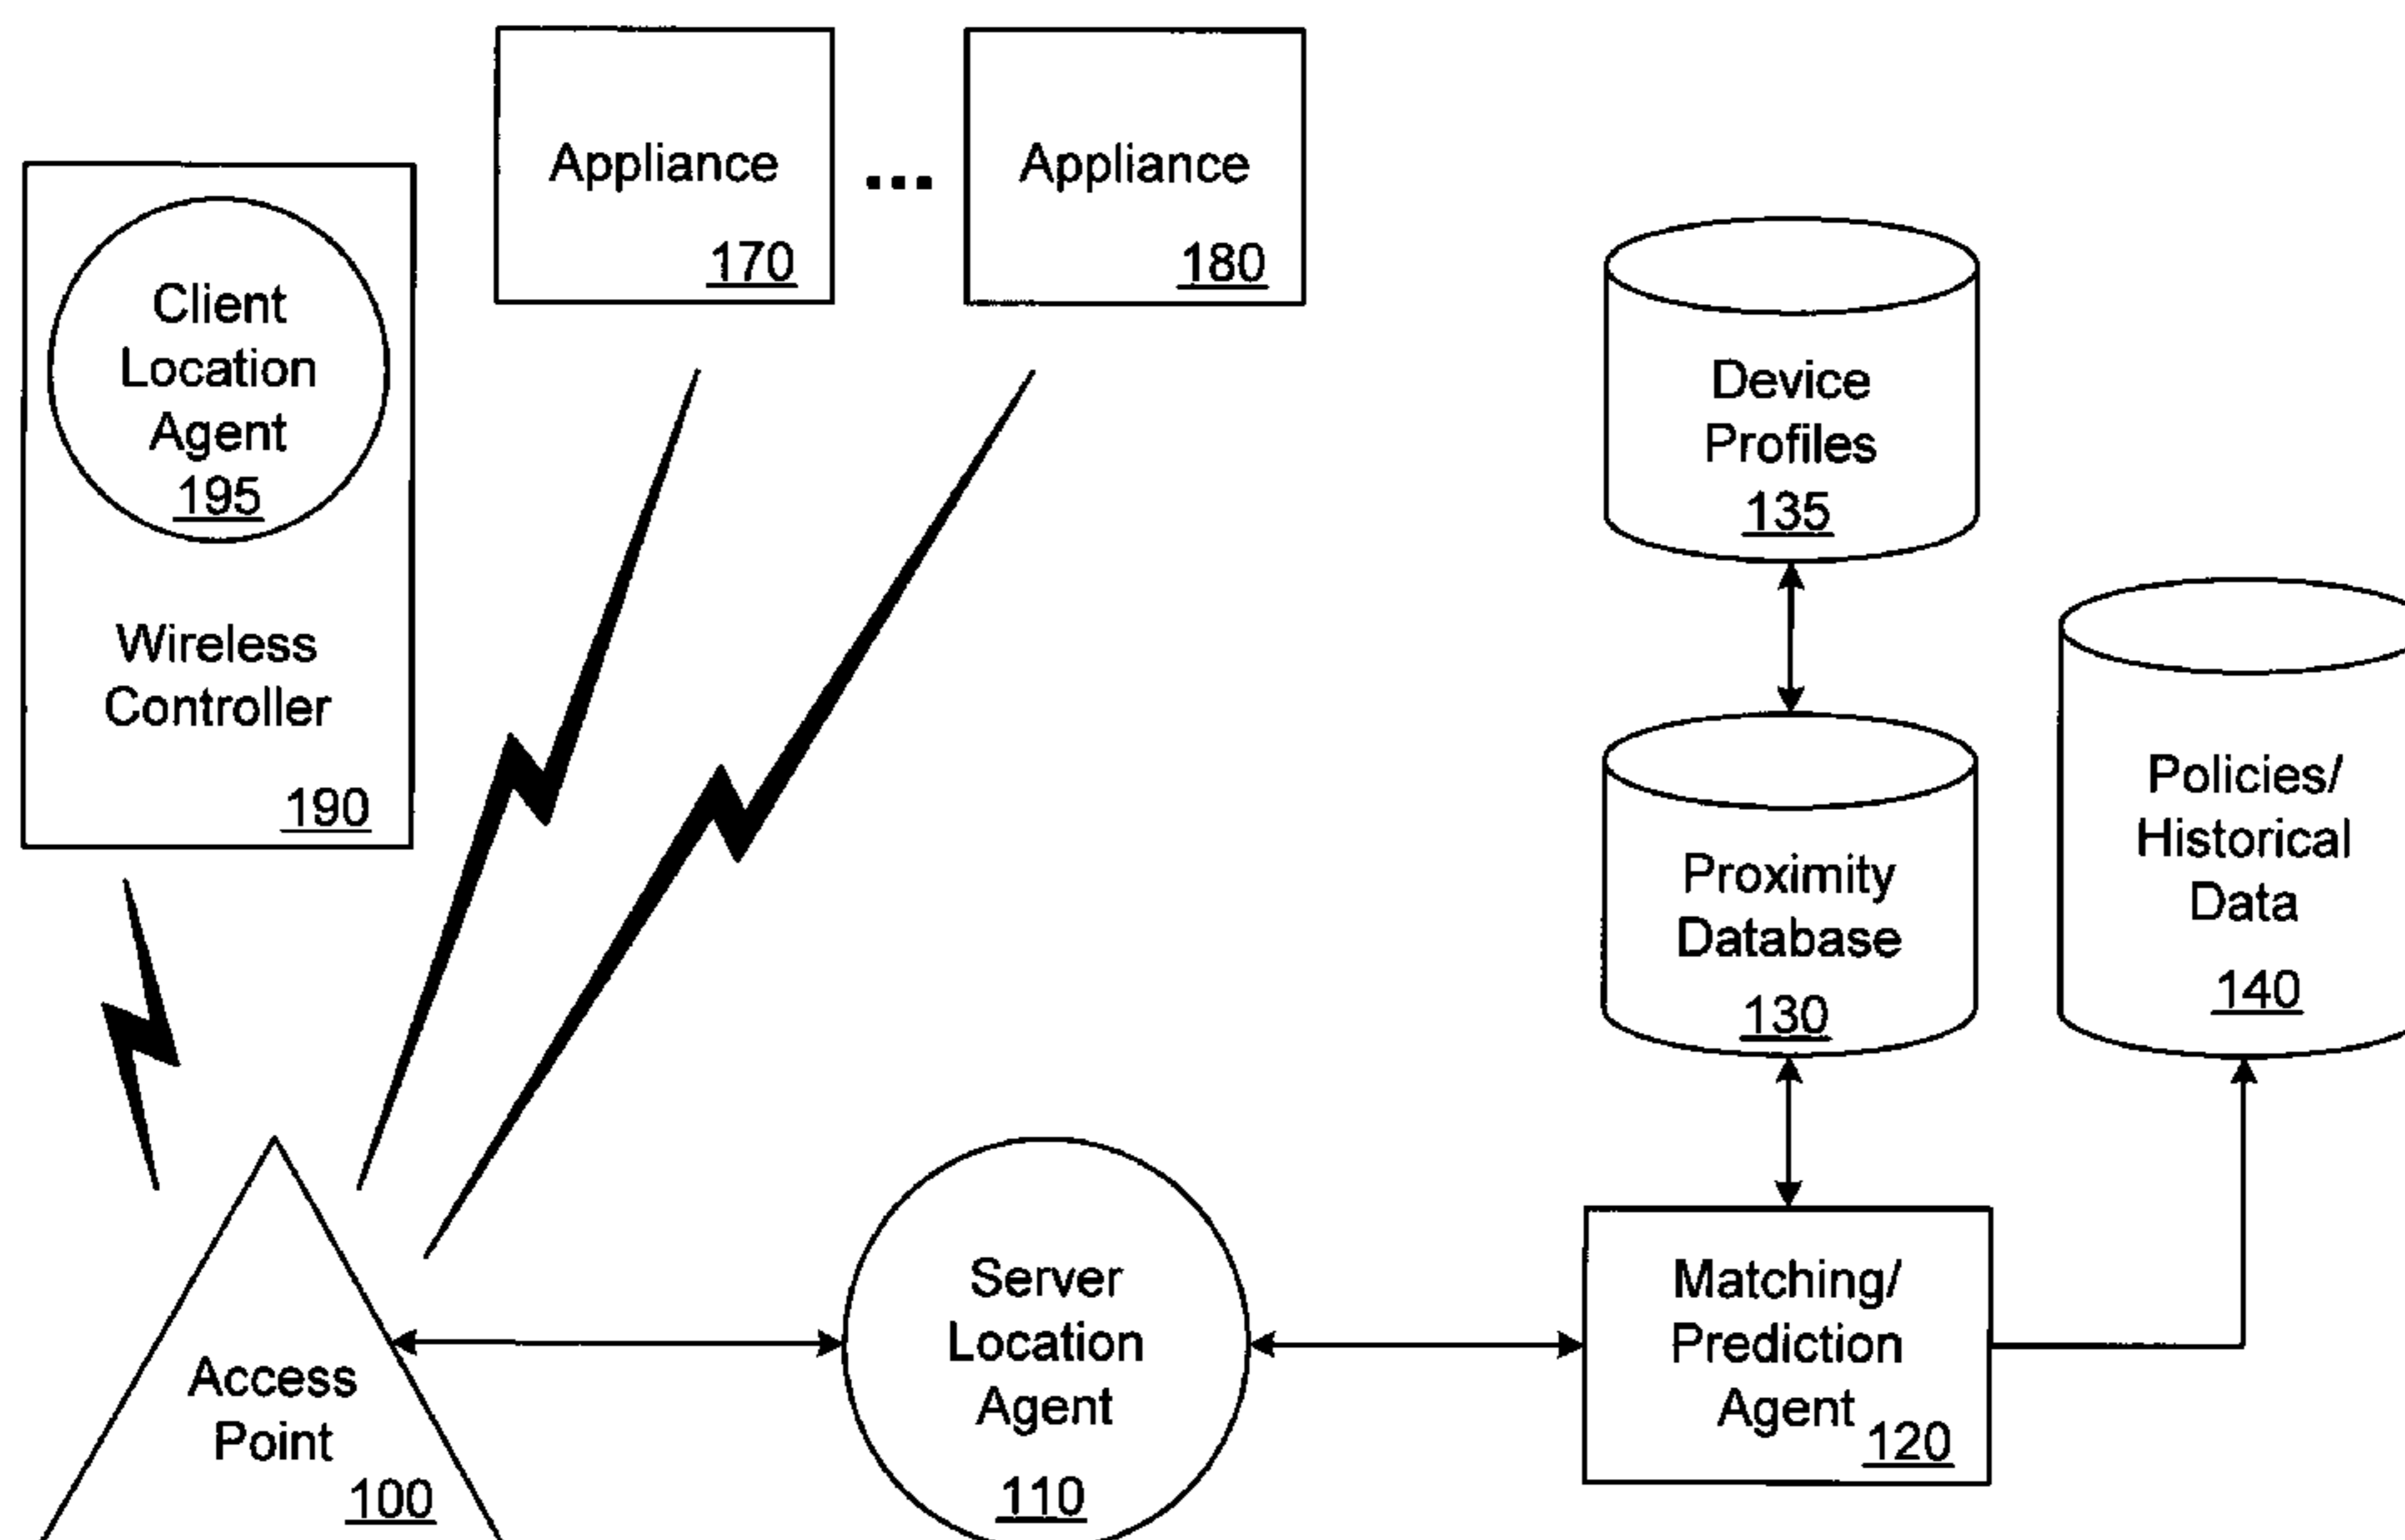 Appliance
170
...
Appliance
180
Client
Location
Agent
195
Wireless
Controller
190
Device
Profiles
135
Proximity
Database
130
Policies/
Historical
Data
140
Access
Point
100
Server
Location
Agent
110
Matching/
Prediction
Agent
120